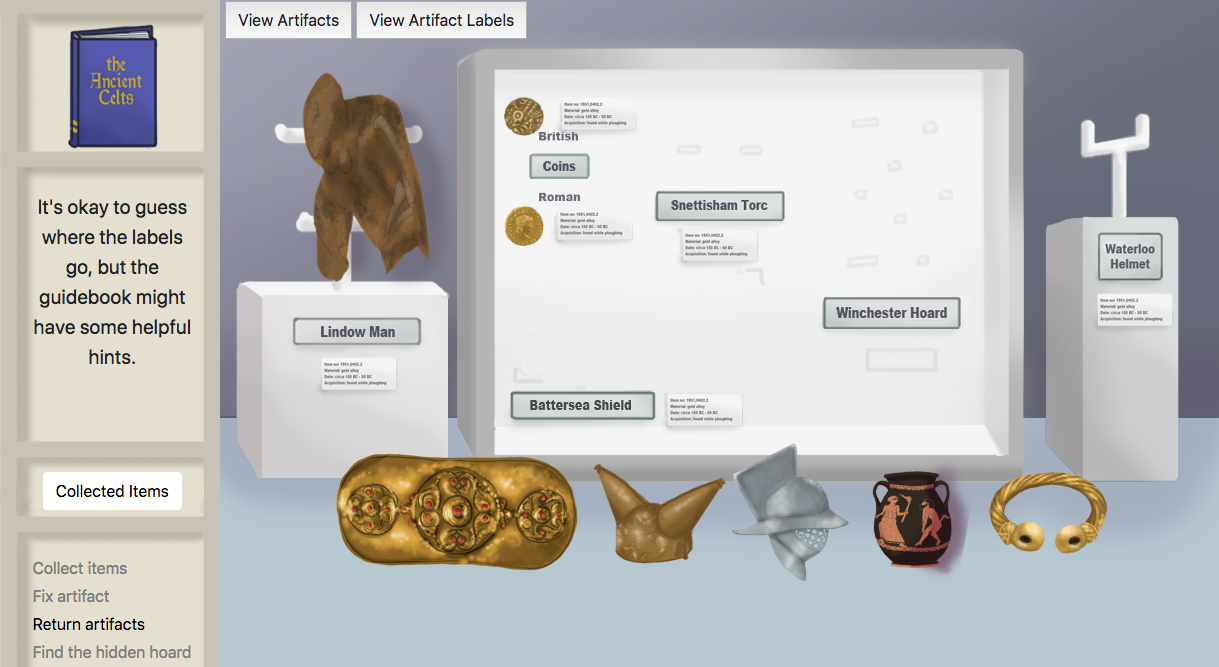 View Artifacts
View Artifact Labels
the
Ancient
Celts
It's okay to guess
where the labels
go, but the
guidebook might
have some helpful
hints.
Collected Items
Collect items
Fix artifact
Return artifacts
Find the hidden hoard
Item no: 1951,0402.2
Material: gold alloy
Date: circa 150 BC - 50 BC
Acquisition: found while ploughing
British
Coins
Roman
Item no: 1951,0402.2
Material: gold alloy
Date: circa 150 BC - 50 BC
Acquisition: found while ploughing
Snettisham Torc
Item no: 1951,0402.2
Material: gold alloy
Date: circa 150 BC - 50 BC
Acquisition: found while ploughing
Waterloo
Helmet
Item no: 1951,0402.2
Material: gold alloy
Date: circa 150 BC - 50 BC
Acquisition: found while ploughing
Winchester Hoard
Lindow Man
Item no: 1951,0402.2
Material: gold alloy
Date: circa 150 BC - 50 BC
Acquisition: found while ploughing
Battersea Shield
Item no: 1951,0402.2
Material: gold alloy
Date: circa 150 BC - 50 BC
Acquisition: found while ploughing